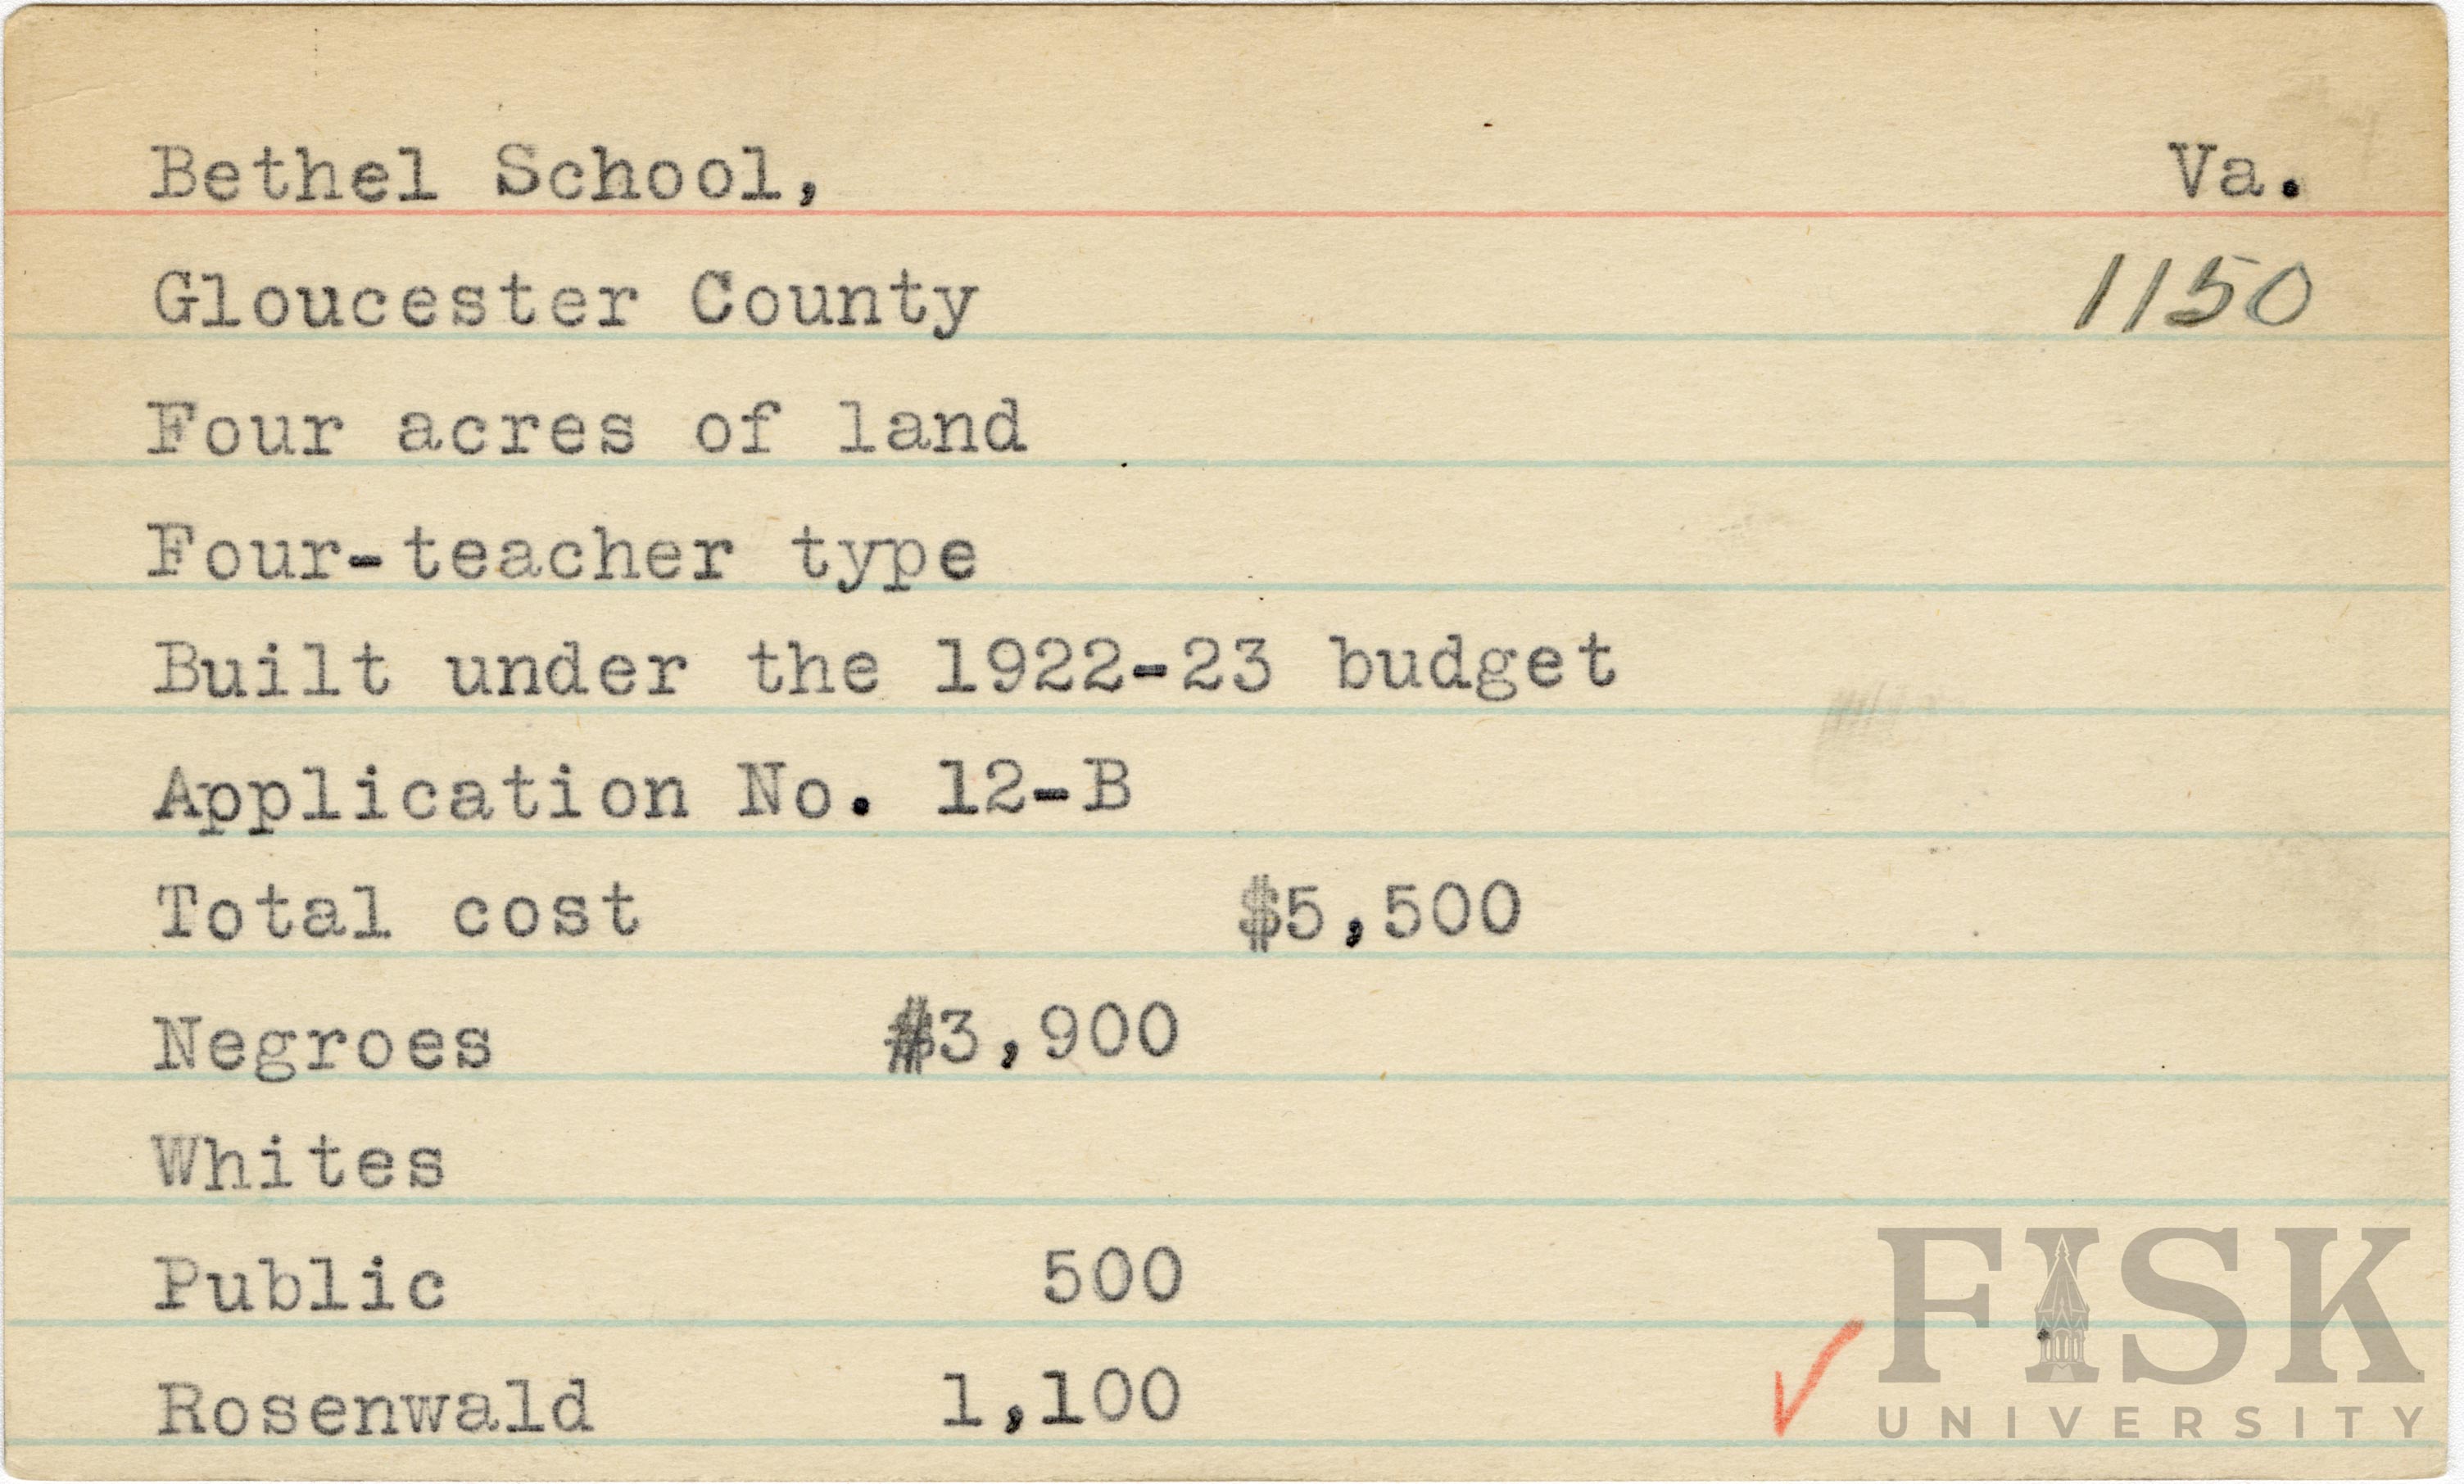 Bethel School, Va.
Gloucester County 1150
Four acres of land
Four-teacher type
Built under the 1922-23 budget
Application No. 12-B
Total cost $5,500
Negroes $3,900
Whites
Public 500
Rosenwald 1,100
FISK
UNIVERSITY